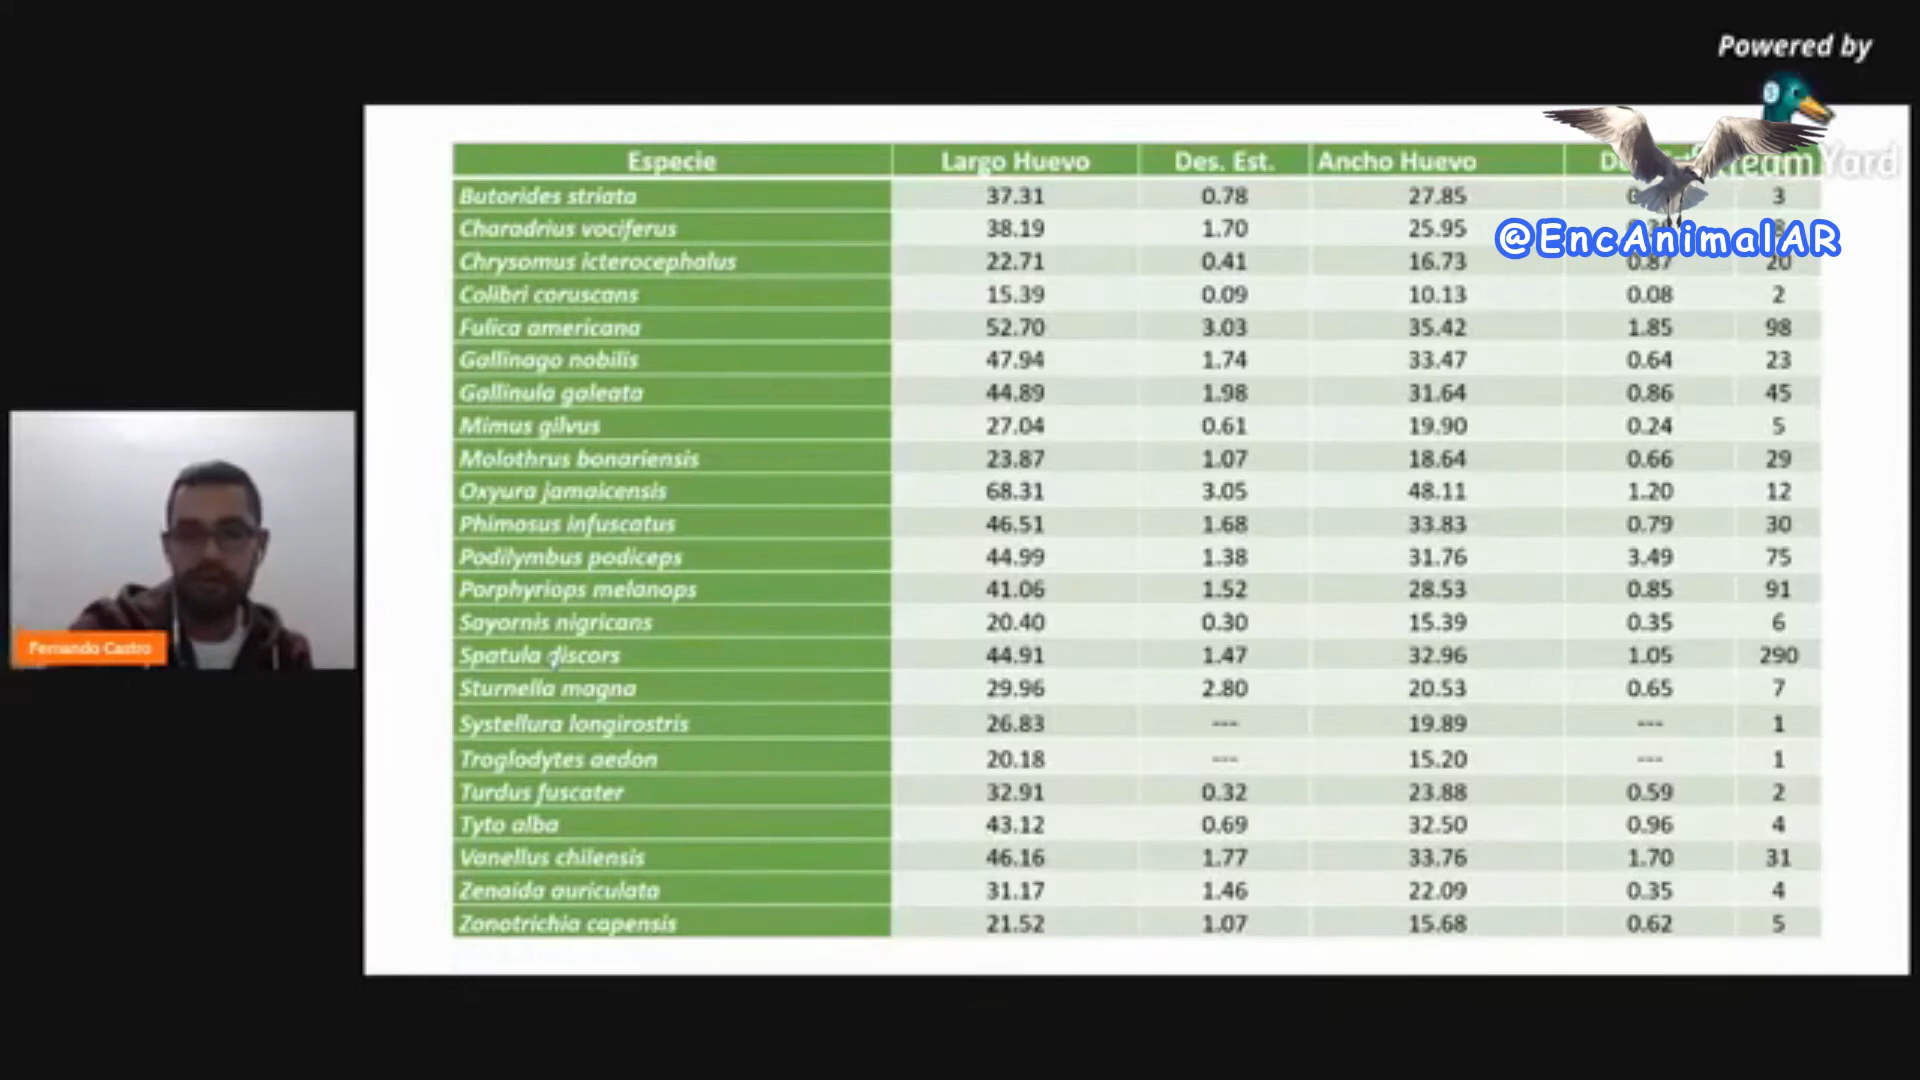 Powered by
StreamYard
@EncAnimalAR
Especie Largo Huevo Des. Est. Ancho Huevo
Butorides striata 37.31 0.78 27.85 3
Charadrius vociferus 38.19 1.70 25.95
Chrysomus icterocephalus 22.71 0.41 16.73 0.87 20
Colibri coruscans 15.39 0.09 10.13 0.08 2
Fulica americana 52.70 3.03 35.42 1.85 98
Gallinago nobilis 47.94 1.74 33.47 0.64 23
Gallinula galeata 44.89 1.98 31.64 0.86 45
Mimus gilvus 27.04 0.61 19.90 0.24 5
Molothrus bonariensis 23.87 1.07 18.64 0.66 29
Oxyura jamaicensis 68.31 3.05 48.11 1.20 12
Phimosus infuscatus 46.51 1.68 33.83 0.79 30
Podilymbus podiceps 44.99 1.38 31.76 3.49 75
Porphyriops melanops 41.06 1.52 28.53 0.85 91
Sayornis nigricans 20.40 0.30 15.39 0.35 6
Spatula discors 44.91 1.47 32.96 1.05 290
Sturnella magna 29.96 2.80 20.53 0.65 7
Systellura longirostris 26.83 --- 19.89 --- 1
Troglodytes aedon 20.18 --- 15.20 --- 1
Turdus fuscater 32.91 0.32 23.88 0.59 2
Tyto alba 43.12 0.69 32.50 0.96 4
Vanellus chilensis 46.16 1.77 33.76 1.70 31
Zenaida auriculata 31.17 1.46 22.09 0.35 4
Zonotrichia capensis 21.52 1.07 15.68 0.62 5
Fernando Castro